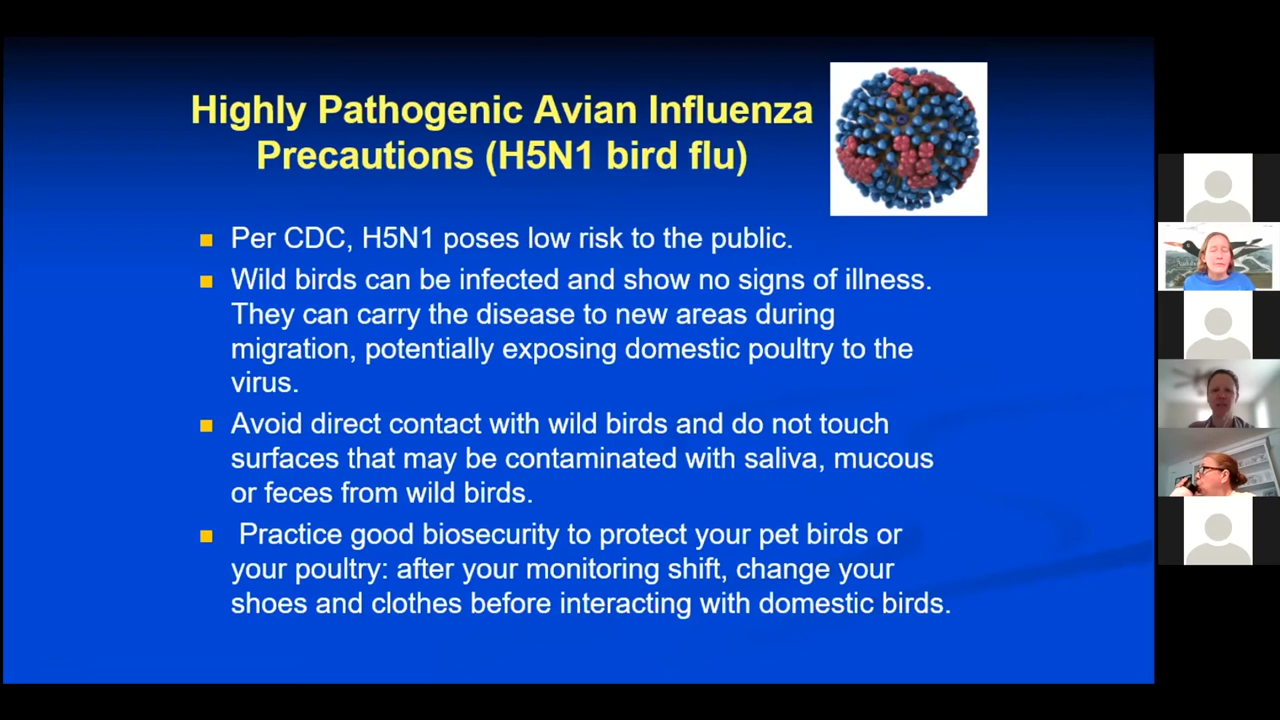 Highly Pathogenic Avian Influenza
Precautions (H5N1 bird flu)
Per CDC, H5N1 poses low risk to the public.
Wild birds can be infected and show no signs of illness.
They can carry the disease to new areas during
migration, potentially exposing domestic poultry to the
virus.
Avoid direct contact with wild birds and do not touch
surfaces that may be contaminated with saliva, mucous
or feces from wild birds.
Practice good biosecurity to protect your pet birds or
your poultry: after your monitoring shift, change your
shoes and clothes before interacting with domestic birds.